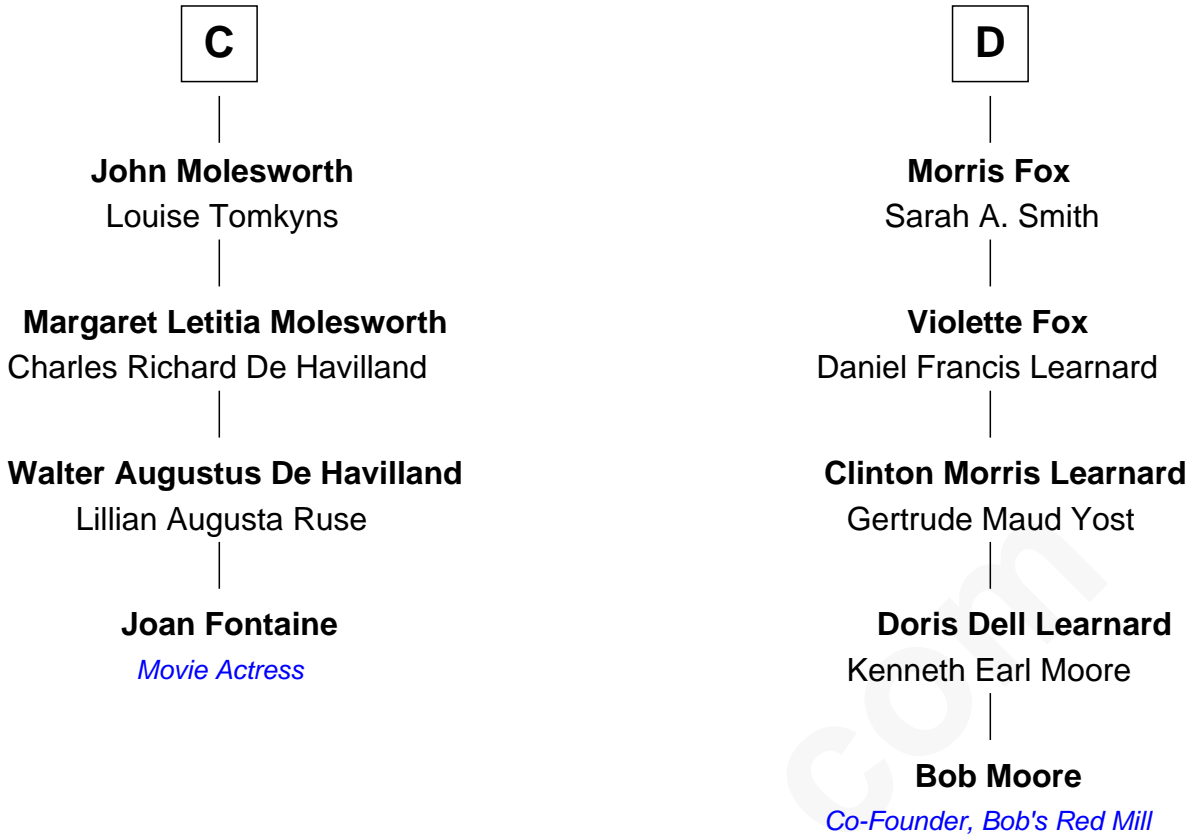 C
John Molesworth
Louise Tomkyns
Margaret Letitia Molesworth
Charles Richard De Havilland
Walter Augustus De Havilland
Lillian Augusta Ruse
Joan Fontaine
Movie Actress
D
Morris Fox
Sarah A. Smith
Violette Fox
Daniel Francis Learnard
Clinton Morris Learnard
Gertrude Maud Yost
Doris Dell Learnard
Kenneth Earl Moore
Bob Moore
Co-Founder, Bob's Red Mill
com